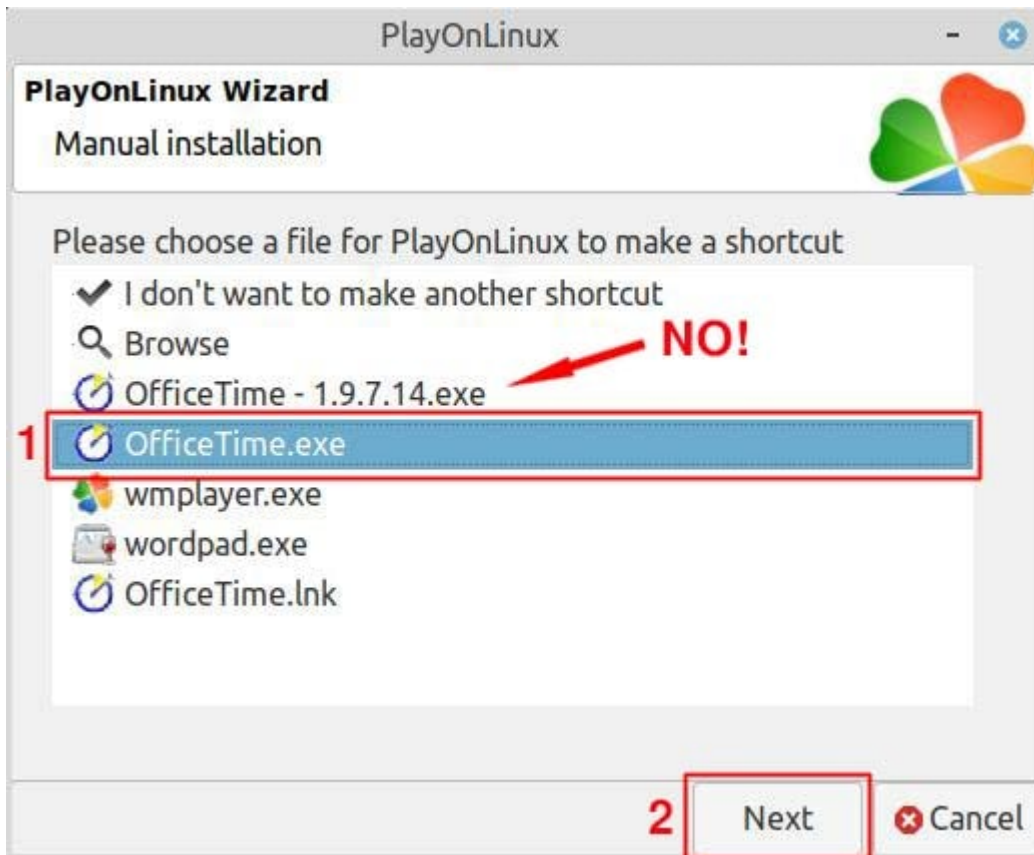 PlayOnLinux
PlayOnLinux Wizard
Manual installation
Please choose a file for PlayOnLinux to make a shortcut
I don't want to make another shortcut
Browse
NO!
OfficeTime - 1.9.7.14.exe
1 OfficeTime.exe
wmplayer.exe
wordpad.exe
OfficeTime.lnk
2 Next Cancel